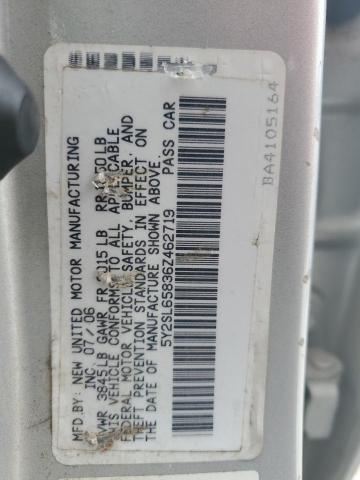 MFD.BY: NEW UNITED MOTOR MANUFACTURING
INC. 07/06
GVWR 3845LB GAWR FR 2015LB RR LB
THIS VEHICLE CONFORMS TO ALL APPLICABLE
FEDERAL MOTOR VEHICLE SAFETY, BUMPER, AND
THEFT PREVENTION STANDARDS IN EFFECT ON
THE DATE OF MANUFACTURE SHOWN ABOVE.
5Y2SL65836Z462719 PASS CAR
BA4105164